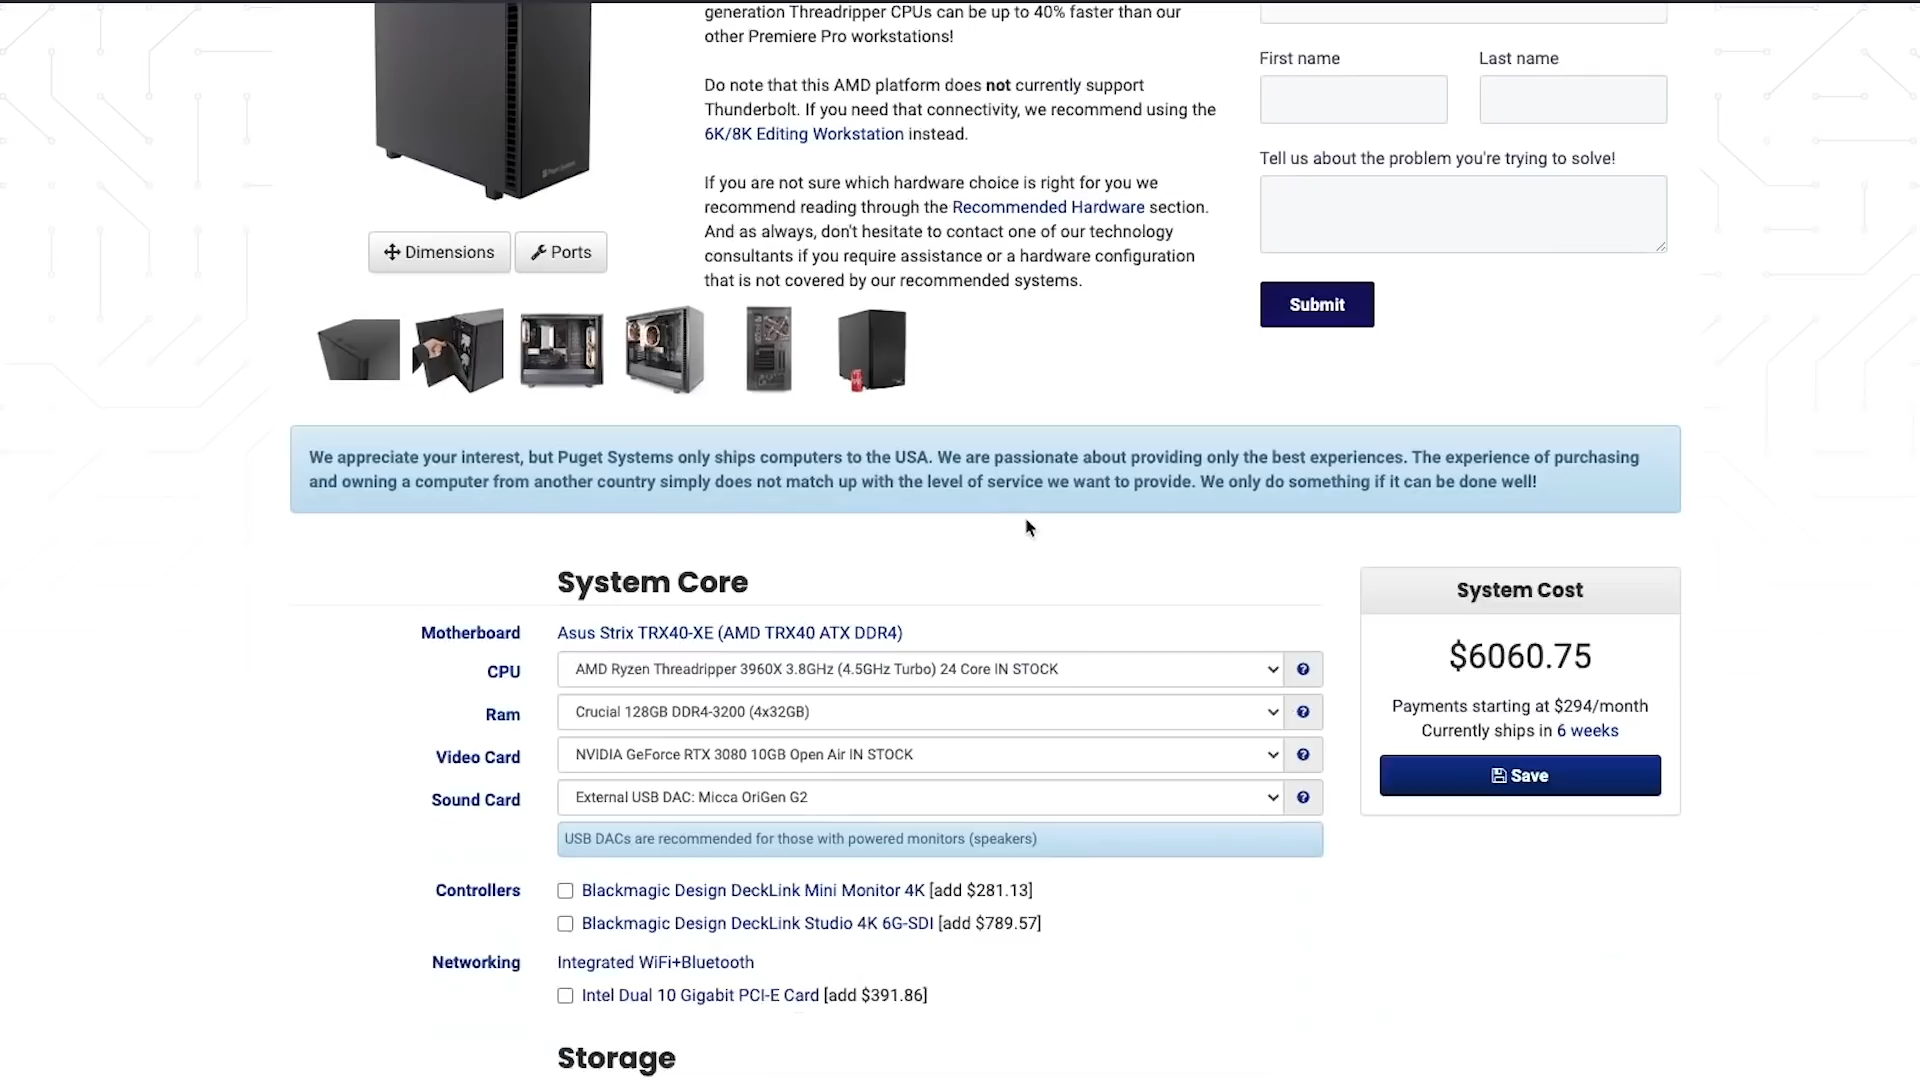 generation Threadripper CPUs can be up to 40% faster than our
other Premiere Pro workstations!
Do note that this AMD platform does not currently support
Thunderbolt. If you need that connectivity, we recommend using the
6K/8K Editing Workstation instead.
If you are not sure which hardware choice is right for you we
recommend reading through the Recommended Hardware section.
And as always, don't hesitate to contact one of our technology
consultants if you require assistance or a hardware configuration
that is not covered by our recommended systems.
First name
Last name
Tell us about the problem you're trying to solve!
Submit
Puget Systems
Dimensions
Ports
We appreciate your interest, but Puget Systems only ships computers to the USA. We are passionate about providing only the best experiences. The experience of purchasing
and owning a computer from another country simply does not match up with the level of service we want to provide. We only do something if it can be done well!
System Core
Motherboard
Asus Strix TRX40-XE (AMD TRX40 ATX DDR4)
CPU
AMD Ryzen Threadripper 3960X 3.8GHz (4.5GHz Turbo) 24 Core IN STOCK
Ram
Crucial 128GB DDR4-3200 (4x32GB)
Video Card
NVIDIA GeForce RTX 3080 10GB Open Air IN STOCK
Sound Card
External USB DAC: Micca OriGen G2
USB DACs are recommended for those with powered monitors (speakers)
Controllers
Blackmagic Design DeckLink Mini Monitor 4K [add $281.13]
Blackmagic Design DeckLink Studio 4K 6G-SDI [add $789.57]
Networking
Integrated WiFi+Bluetooth
Intel Dual 10 Gigabit PCI-E Card [add $391.86]
Storage
System Cost
$6060.75
Payments starting at $294/month
Currently ships in 6 weeks
Save